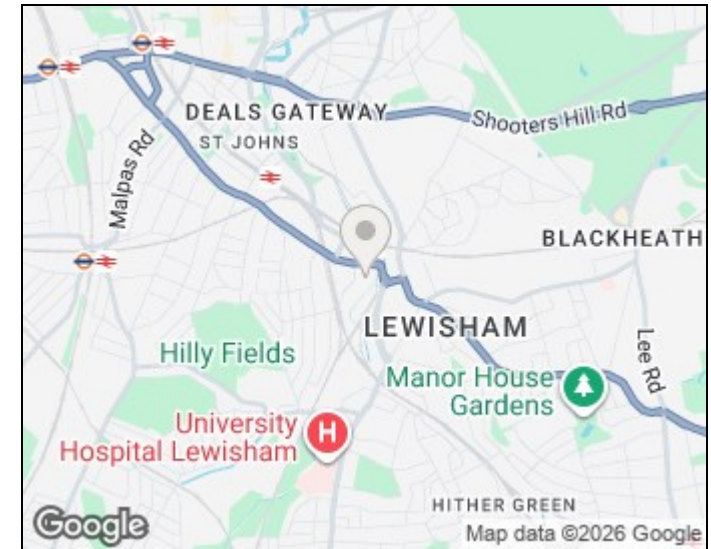 DEALS GATEWAY
Shooters Hill Rd
ST JOHNS
Malpas Rd
BLACKHEATH
LEWISHAM
Hilly Fields
Lee Rd
Manor House
Gardens
University
Hospital Lewisham
H
HITHER GREEN
Google
Map data ©2026 Google